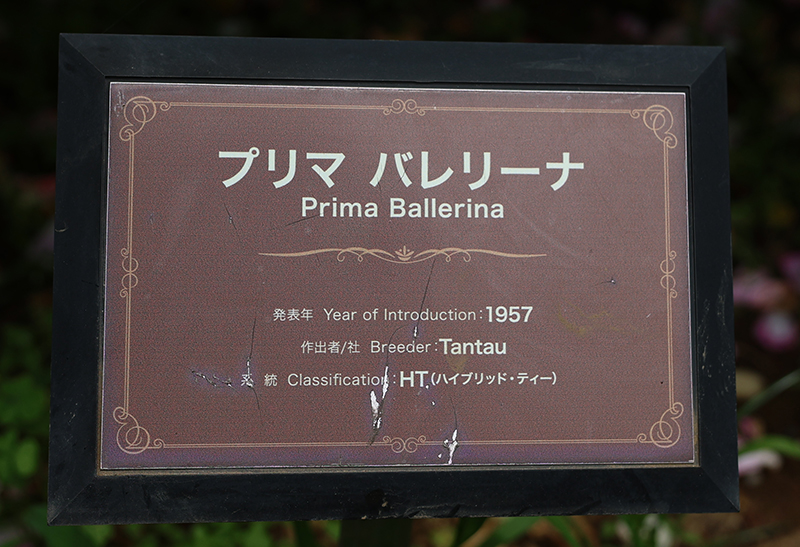 プリマ バレリーナ
Prima Ballerina
発表年 Year of Introduction：1957
作出者/社 Breeder：Tantau
系 統 Classification：HT（ハイブリッド・ティー）